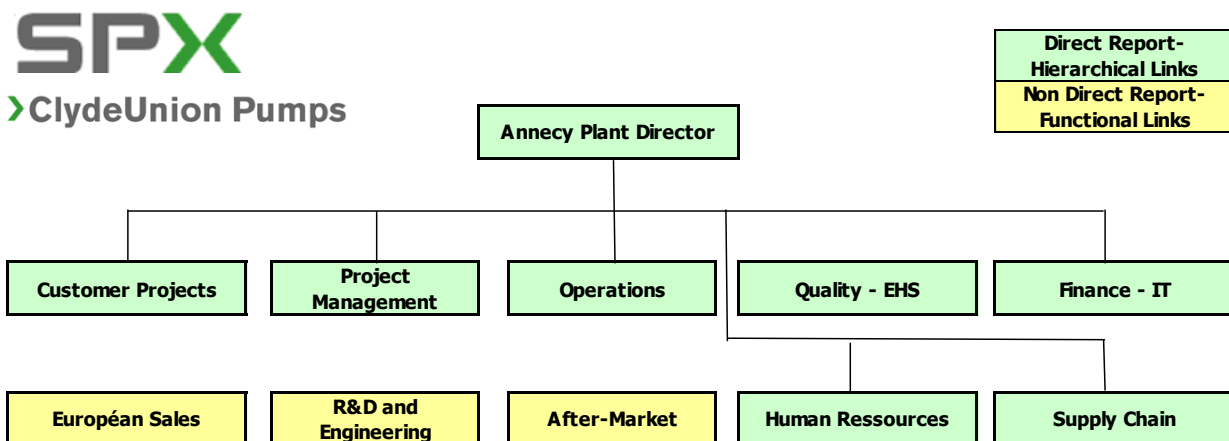 SPX
ClydeUnion Pumps
Direct Report-
Hierarchical Links
Non Direct Report-
Functional Links
Annecy Plant Director
Customer Projects
Project
Management
Operations
Quality - EHS
Finance - IT
Européan Sales
R&D and
Engineering
After-Market
Human Ressources
Supply Chain